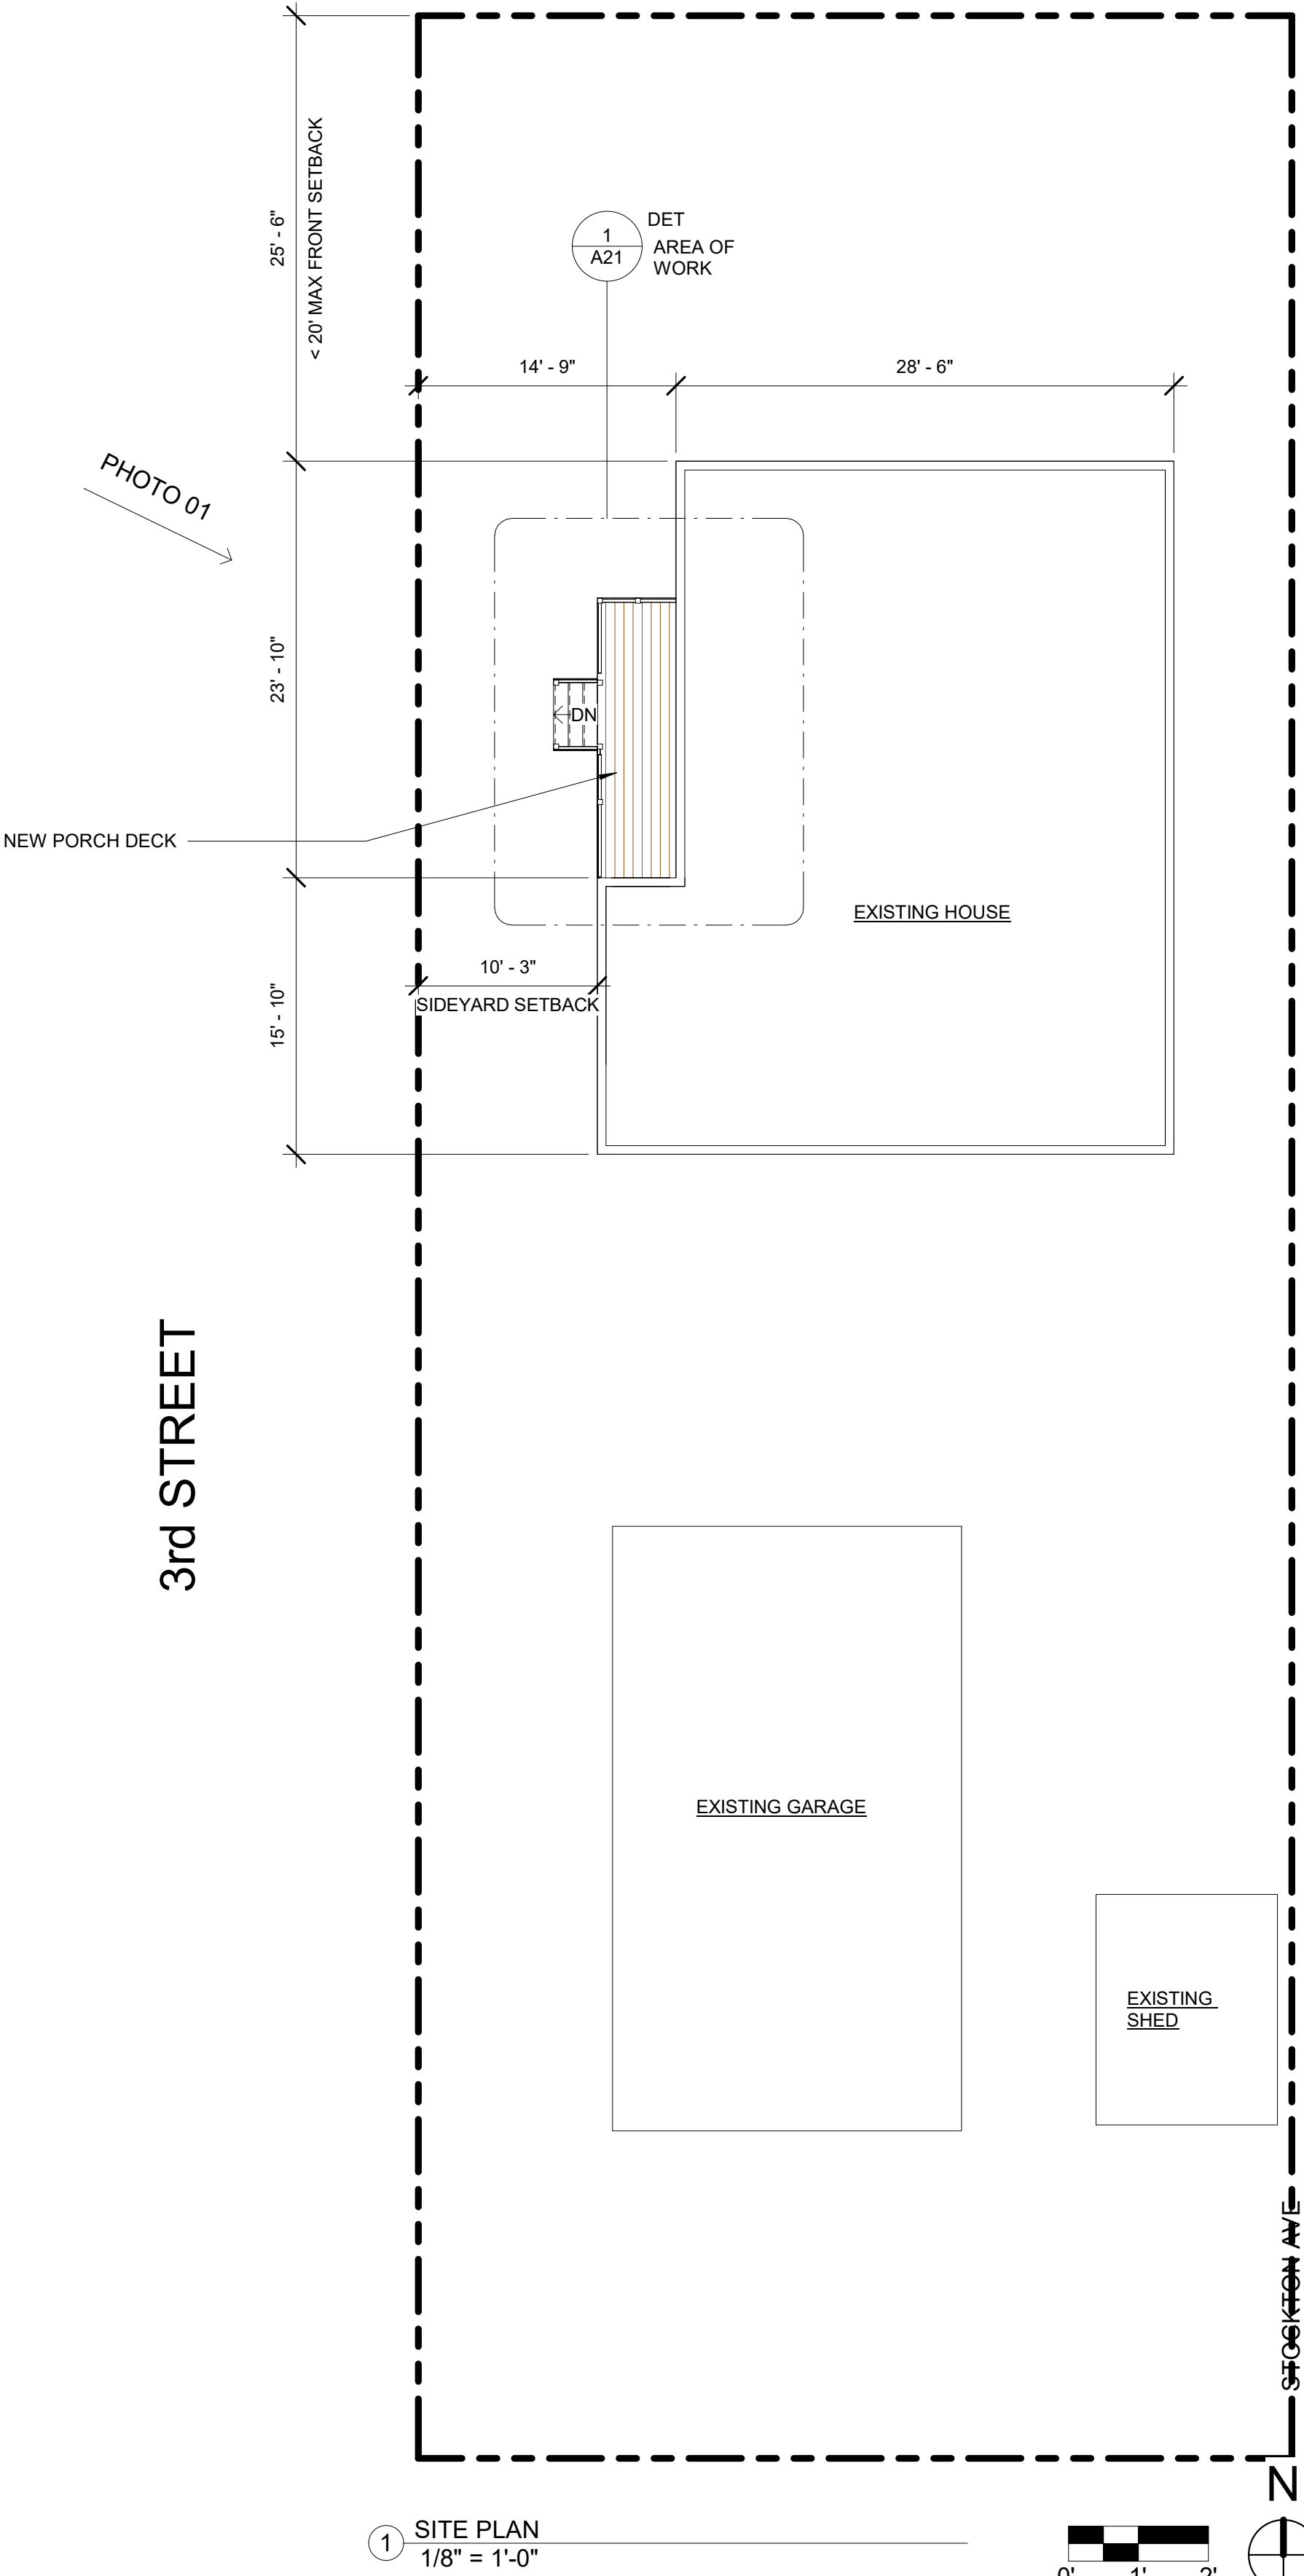 25' - 6"
< 20' MAX FRONT SETBACK
1
A21
DET
AREA OF
WORK
14' - 9"
28' - 6"
PHOTO 01
23' - 10"
DN
NEW PORCH DECK
EXISTING HOUSE
10' - 3"
SIDEYARD SETBACK
15' - 10"
3rd STREET
EXISTING GARAGE
EXISTING
SHED
STOCKTON AVE
N
1
SITE PLAN
1/8" = 1'-0"
0' 1' 2'